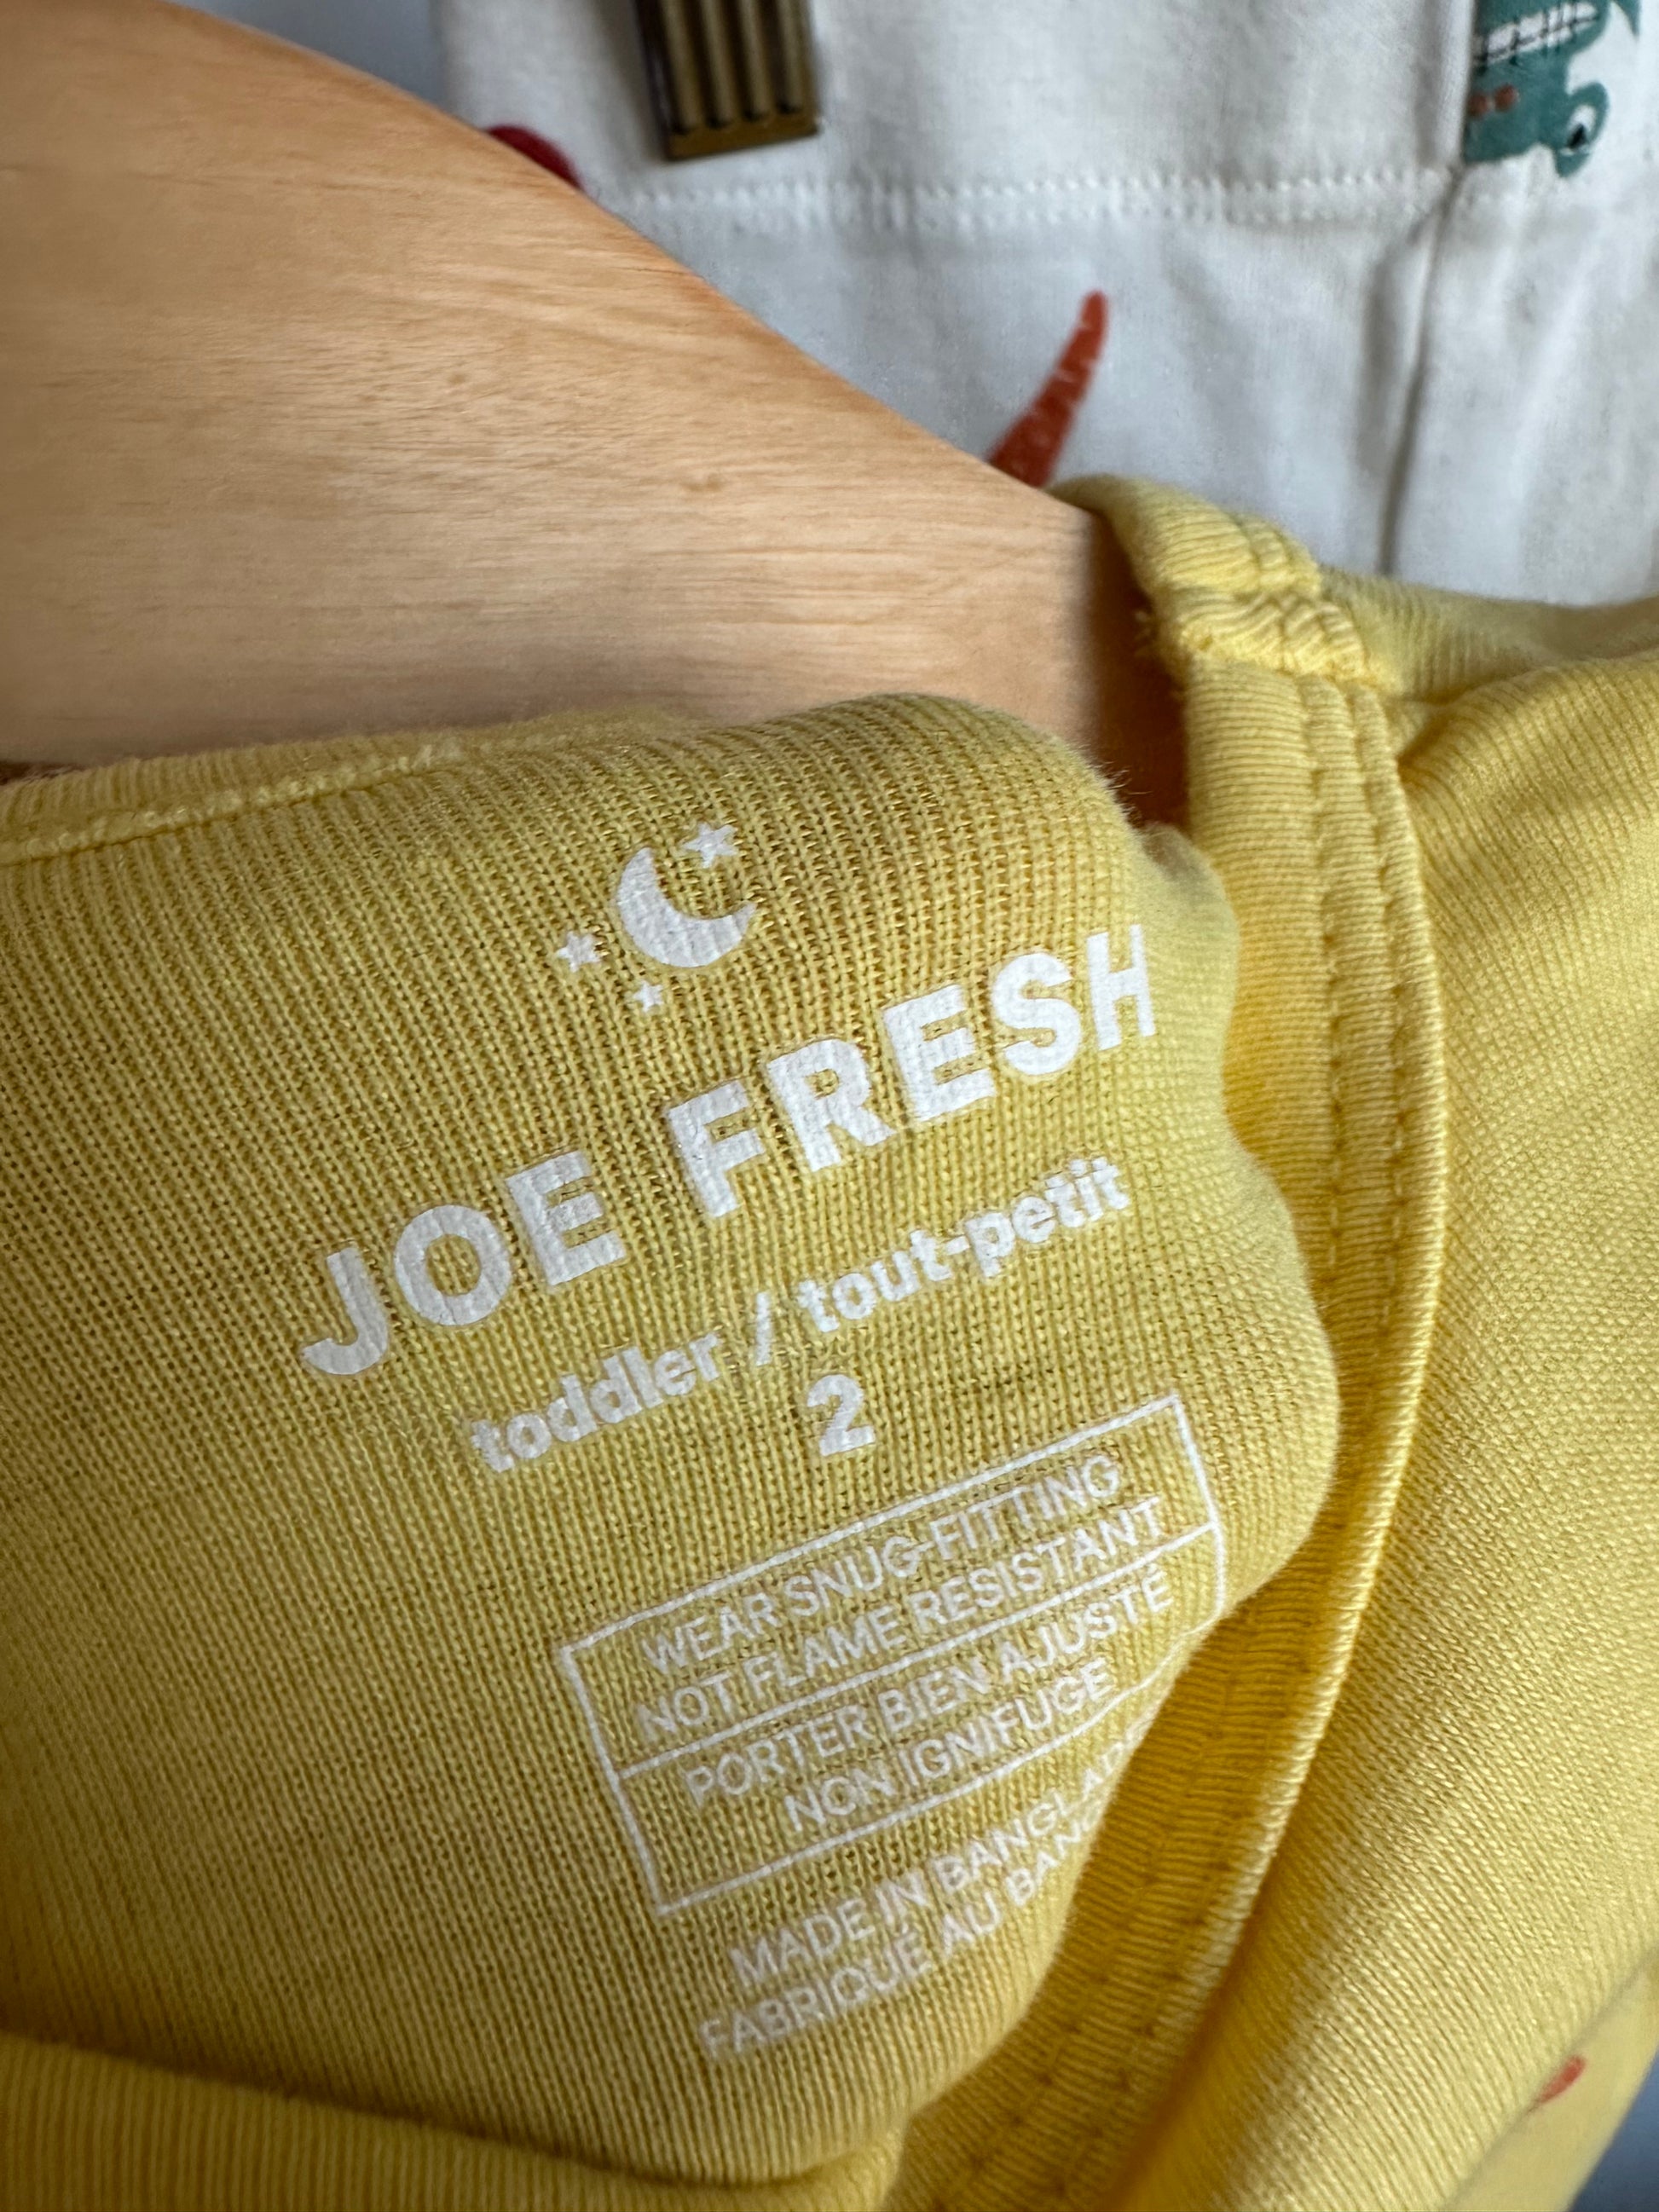 JOE FRESH
toddler / tout-petit
2
WEAR SNUG-FITTING
NOT FLAME RESISTANT
PORTER BIEN AJUSTÉ
NON IGNIFUGE
MADE IN
FABRIQUÉ AU